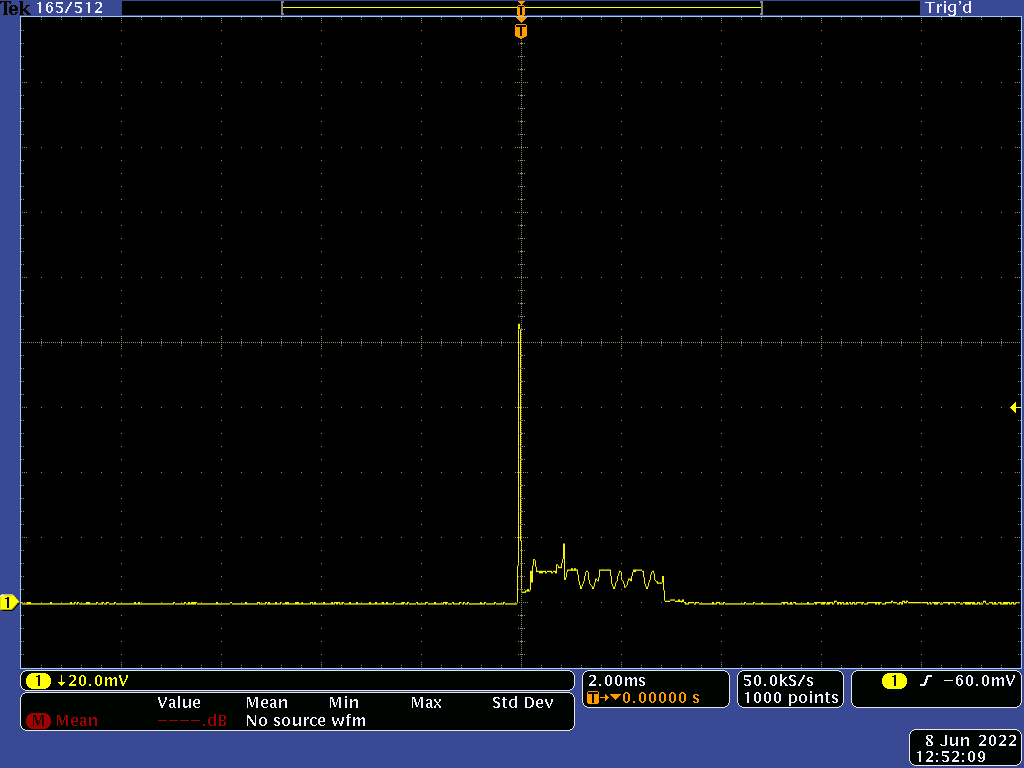 Tek 165/512 Trig'd
T
T
1
1 ↓20.0mV
2.00ms
T→▼0.00000 s
50.0kS/s
1000 points
1 ∫ −60.0mV
Value Mean Min Max Std Dev
M Mean ----.dB No source wfm
8 Jun 2022
12:52:09